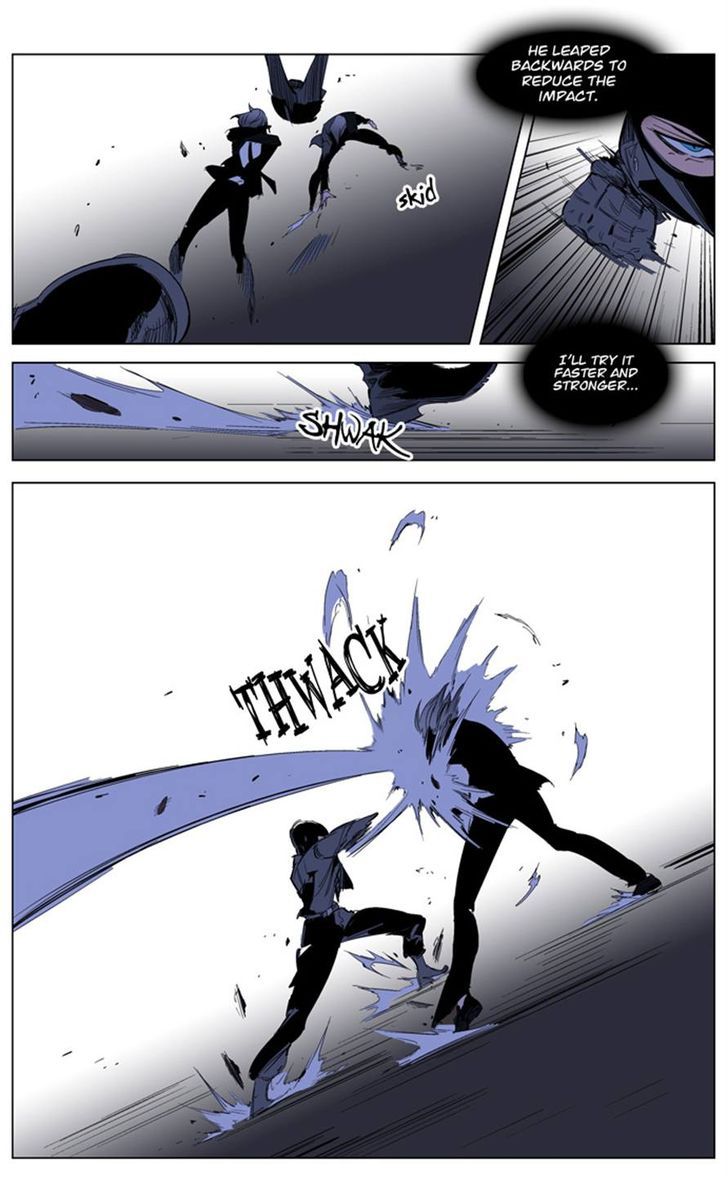 HE LEAPED
BACKWARDS TO
REDUCE THE
IMPACT.
skid
I'LL TRY IT
FASTER AND
STRONGER...
SHWAK
THWACK